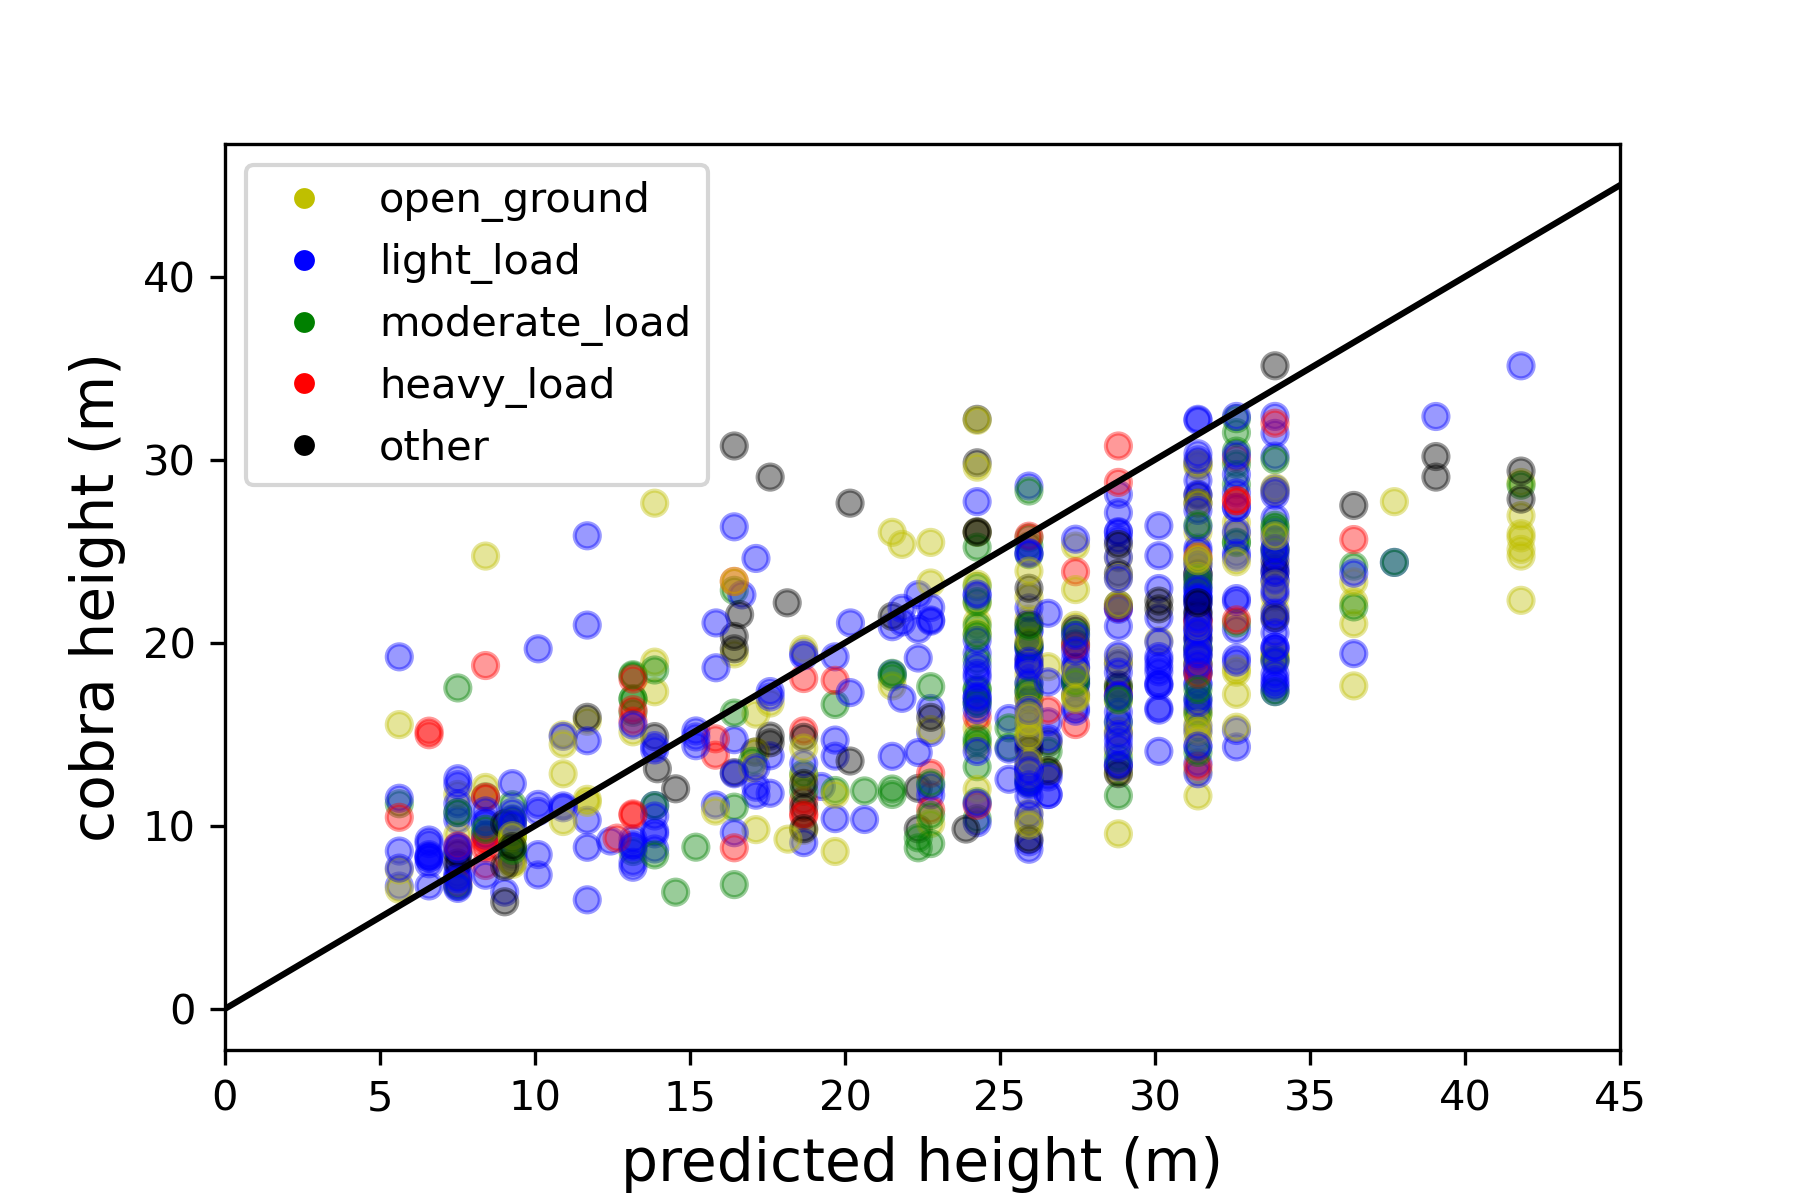 open_ground
light_load
moderate_load
heavy_load
other
cobra height (m)
40
30
20
10
0
0 5 10 15 20 25 30 35 40 45
predicted height (m)